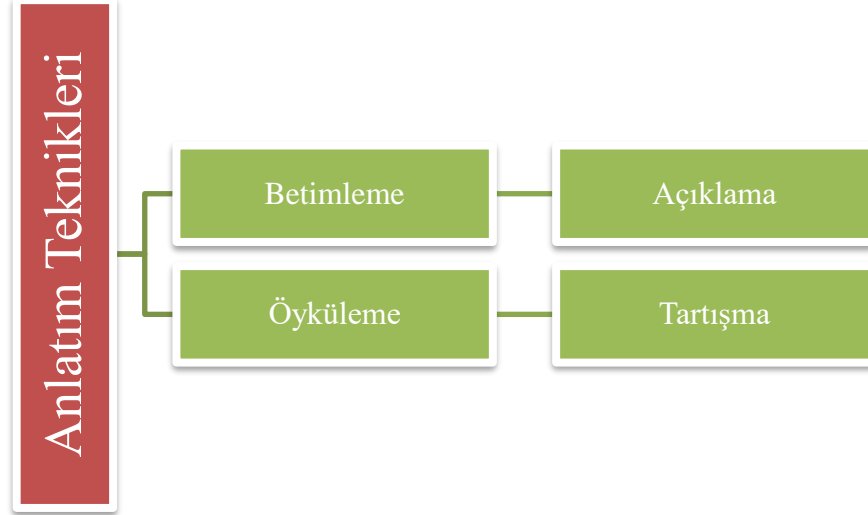 Anlatım Teknikleri
Betimleme
Açıklama
Öyküleme
Tartışma